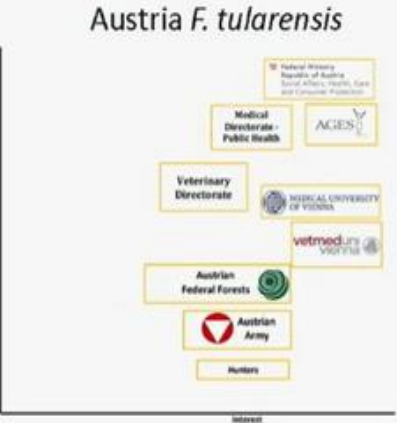 Austria F. tularensis
Federal Ministry
Republic of Austria
Social Affairs, Health, Care
and Consumer Protection
Medical
Directorate -
Public Health
AGES
Veterinary
Directorate
MEDICAL UNIVERSITY
OF VIENNA
vetmeduni
vienna
Austrian
Federal Forests
Austrian
Army
Hunters
Interest